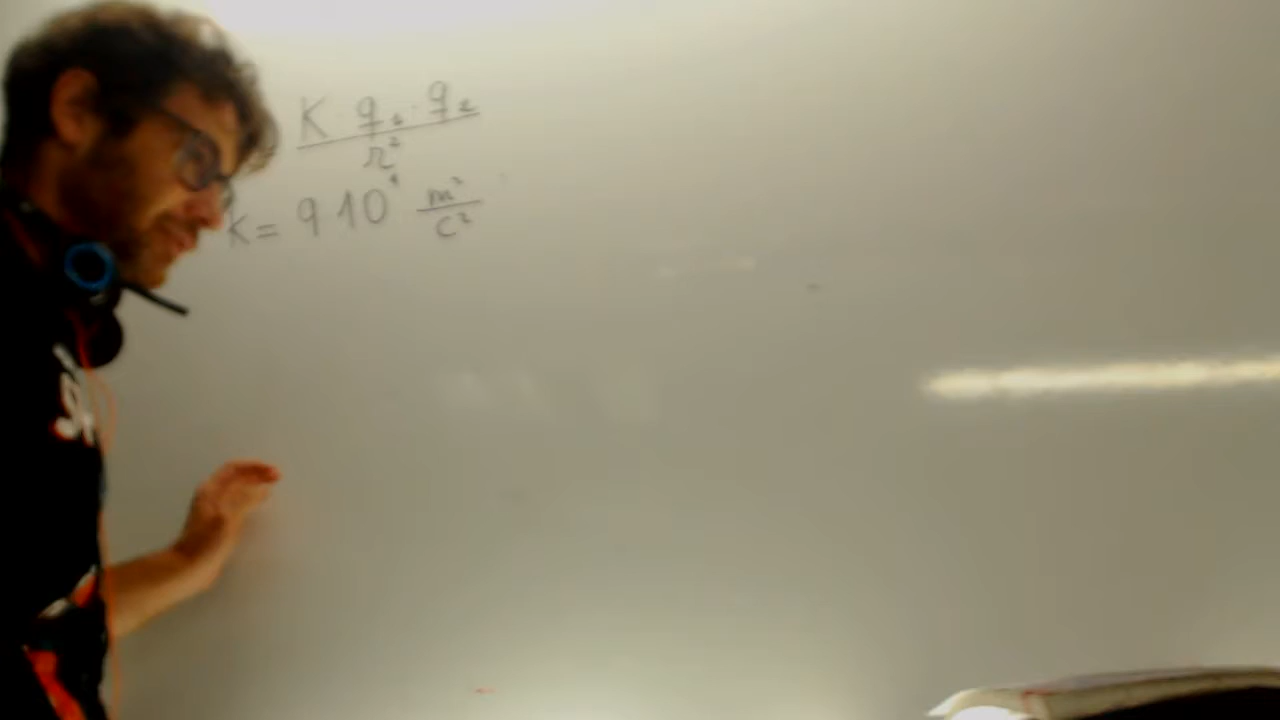 K · q₁ · q₂
r²
K = 9 10⁹ m²
c²